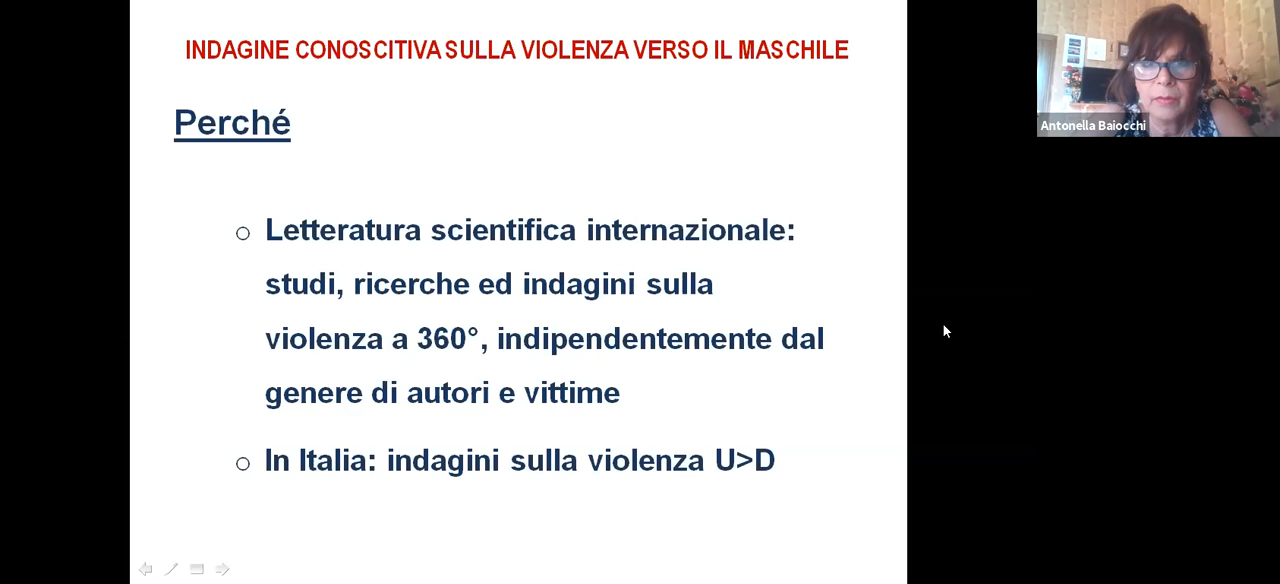 INDAGINE CONOSCITIVA SULLA VIOLENZA VERSO IL MASCHILE
Perché
Letteratura scientifica internazionale:
studi, ricerche ed indagini sulla
violenza a 360°, indipendentemente dal
genere di autori e vittime
In Italia: indagini sulla violenza U>D
Antonella Baiocchi